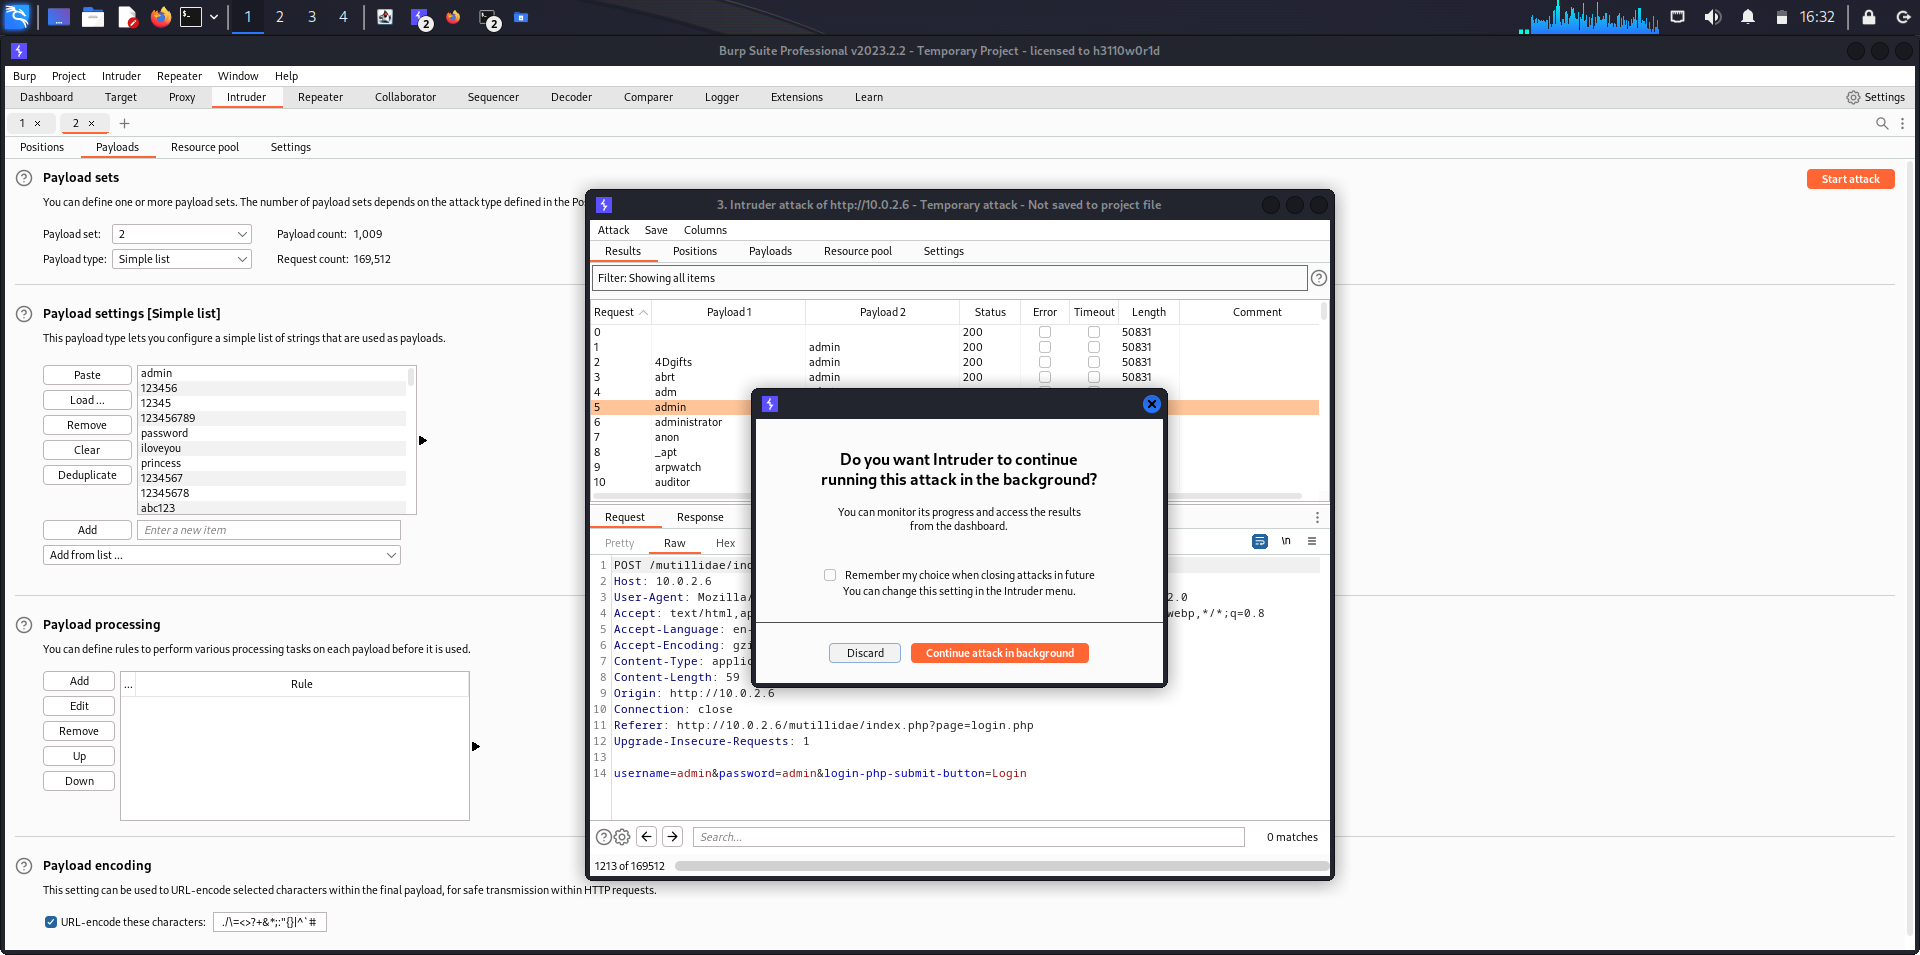 1 2 3 4 2 2 16:32
Burp Suite Professional v2023.2.2 - Temporary Project - licensed to h3110w0r1d
Burp Project Intruder Repeater Window Help
Dashboard Target Proxy Intruder Repeater Collaborator Sequencer Decoder Comparer Logger Extensions Learn Settings
1 × 2 × +
Positions Payloads Resource pool Settings
? Payload sets
Start attack
You can define one or more payload sets. The number of payload sets depends on the attack type defined in the Po
Payload set: 2 Payload count: 1,009
Payload type: Simple list Request count: 169,512
? Payload settings [Simple list]
This payload type lets you configure a simple list of strings that are used as payloads.
Paste
Load ...
Remove
Clear
Deduplicate
admin
123456
12345
123456789
password
iloveyou
princess
1234567
12345678
abc123
Add Enter a new item
Add from list ...
? Payload processing
You can define rules to perform various processing tasks on each payload before it is used.
Add
Edit
Remove
Up
Down
... Rule
? Payload encoding
This setting can be used to URL-encode selected characters within the final payload, for safe transmission within HTTP requests.
URL-encode these characters: ./\=<>?+&*;:"{}|^`#
3. Intruder attack of http://10.0.2.6 - Temporary attack - Not saved to project file
Attack Save Columns
Results Positions Payloads Resource pool Settings
Filter: Showing all items ?
Request Payload 1 Payload 2 Status Error Timeout Length Comment
0 200 50831
1 admin 200 50831
2 4Dgifts admin 200 50831
3 abrt admin 200 50831
4 adm
5 admin
6 administrator
7 anon
8 _apt
9 arpwatch
10 auditor
Request Response
Pretty Raw Hex \n
1 POST /mutillidae/ind
2 Host: 10.0.2.6
3 User-Agent: Mozilla/ 2.0
4 Accept: text/html,ap webp,*/*;q=0.8
5 Accept-Language: en-
6 Accept-Encoding: gzi
7 Content-Type: applic
8 Content-Length: 59
9 Origin: http://10.0.2.6
10 Connection: close
11 Referer: http://10.0.2.6/mutillidae/index.php?page=login.php
12 Upgrade-Insecure-Requests: 1
13
14 username=admin&password=admin&login-php-submit-button=Login
? Search... 0 matches
1213 of 169512
Do you want Intruder to continue
running this attack in the background?
You can monitor its progress and access the results
from the dashboard.
Remember my choice when closing attacks in future
You can change this setting in the Intruder menu.
Discard Continue attack in background